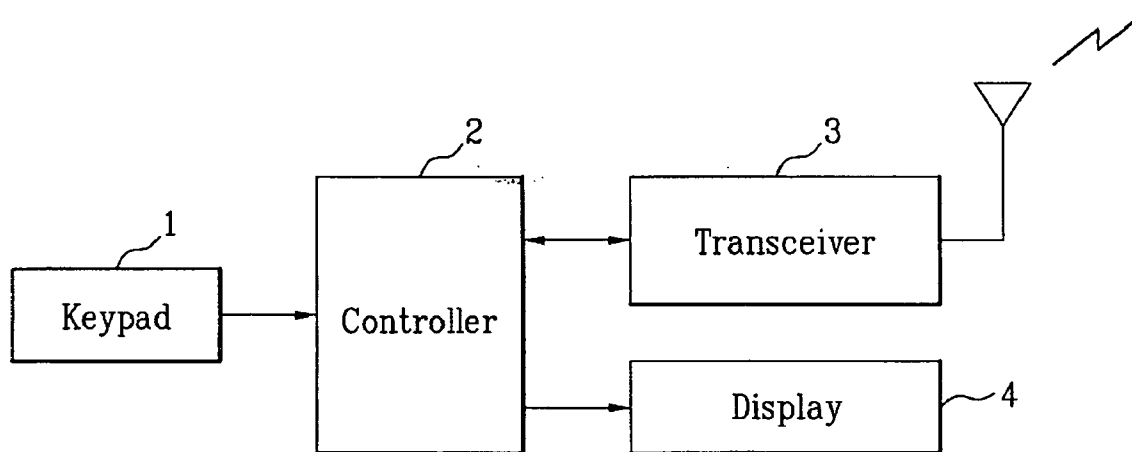 2
3
1
Transceiver
Keypad
Controller
Display
4